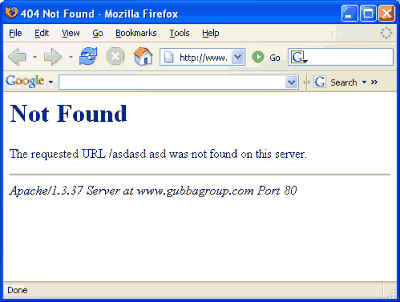 404 Not Found - Mozilla Firefox
File Edit View Go Bookmarks Tools Help
http://www. Go G
Google G Search »
Not Found
The requested URL /asdasd.asd was not found on this server.
Apache/1.3.37 Server at www.gubbagroup.com Port 80
Done